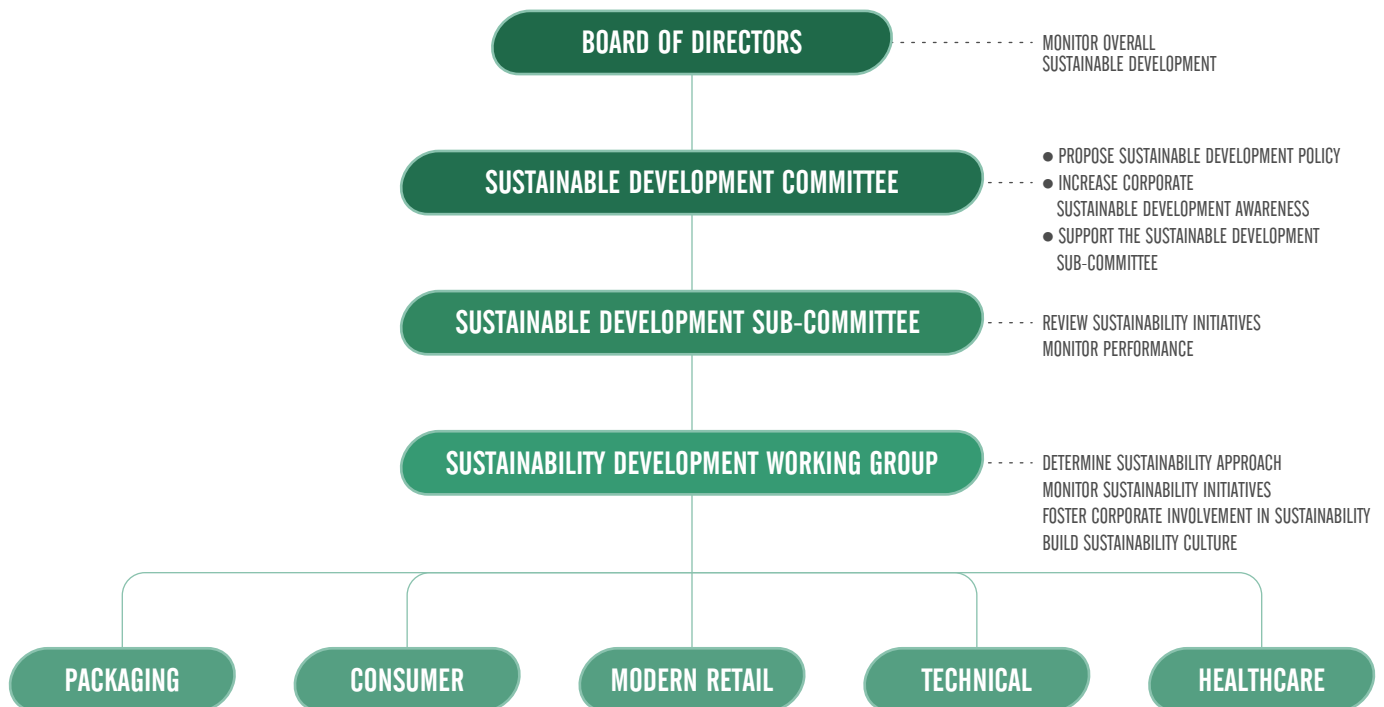 BOARD OF DIRECTORS
MONITOR OVERALL
SUSTAINABLE DEVELOPMENT
SUSTAINABLE DEVELOPMENT COMMITTEE
● PROPOSE SUSTAINABLE DEVELOPMENT POLICY
● INCREASE CORPORATE
SUSTAINABLE DEVELOPMENT AWARENESS
● SUPPORT THE SUSTAINABLE DEVELOPMENT
SUB-COMMITTEE
SUSTAINABLE DEVELOPMENT SUB-COMMITTEE
REVIEW SUSTAINABILITY INITIATIVES
MONITOR PERFORMANCE
SUSTAINABILITY DEVELOPMENT WORKING GROUP
DETERMINE SUSTAINABILITY APPROACH
MONITOR SUSTAINABILITY INITIATIVES
FOSTER CORPORATE INVOLVEMENT IN SUSTAINABILITY
BUILD SUSTAINABILITY CULTURE
PACKAGING
CONSUMER
MODERN RETAIL
TECHNICAL
HEALTHCARE